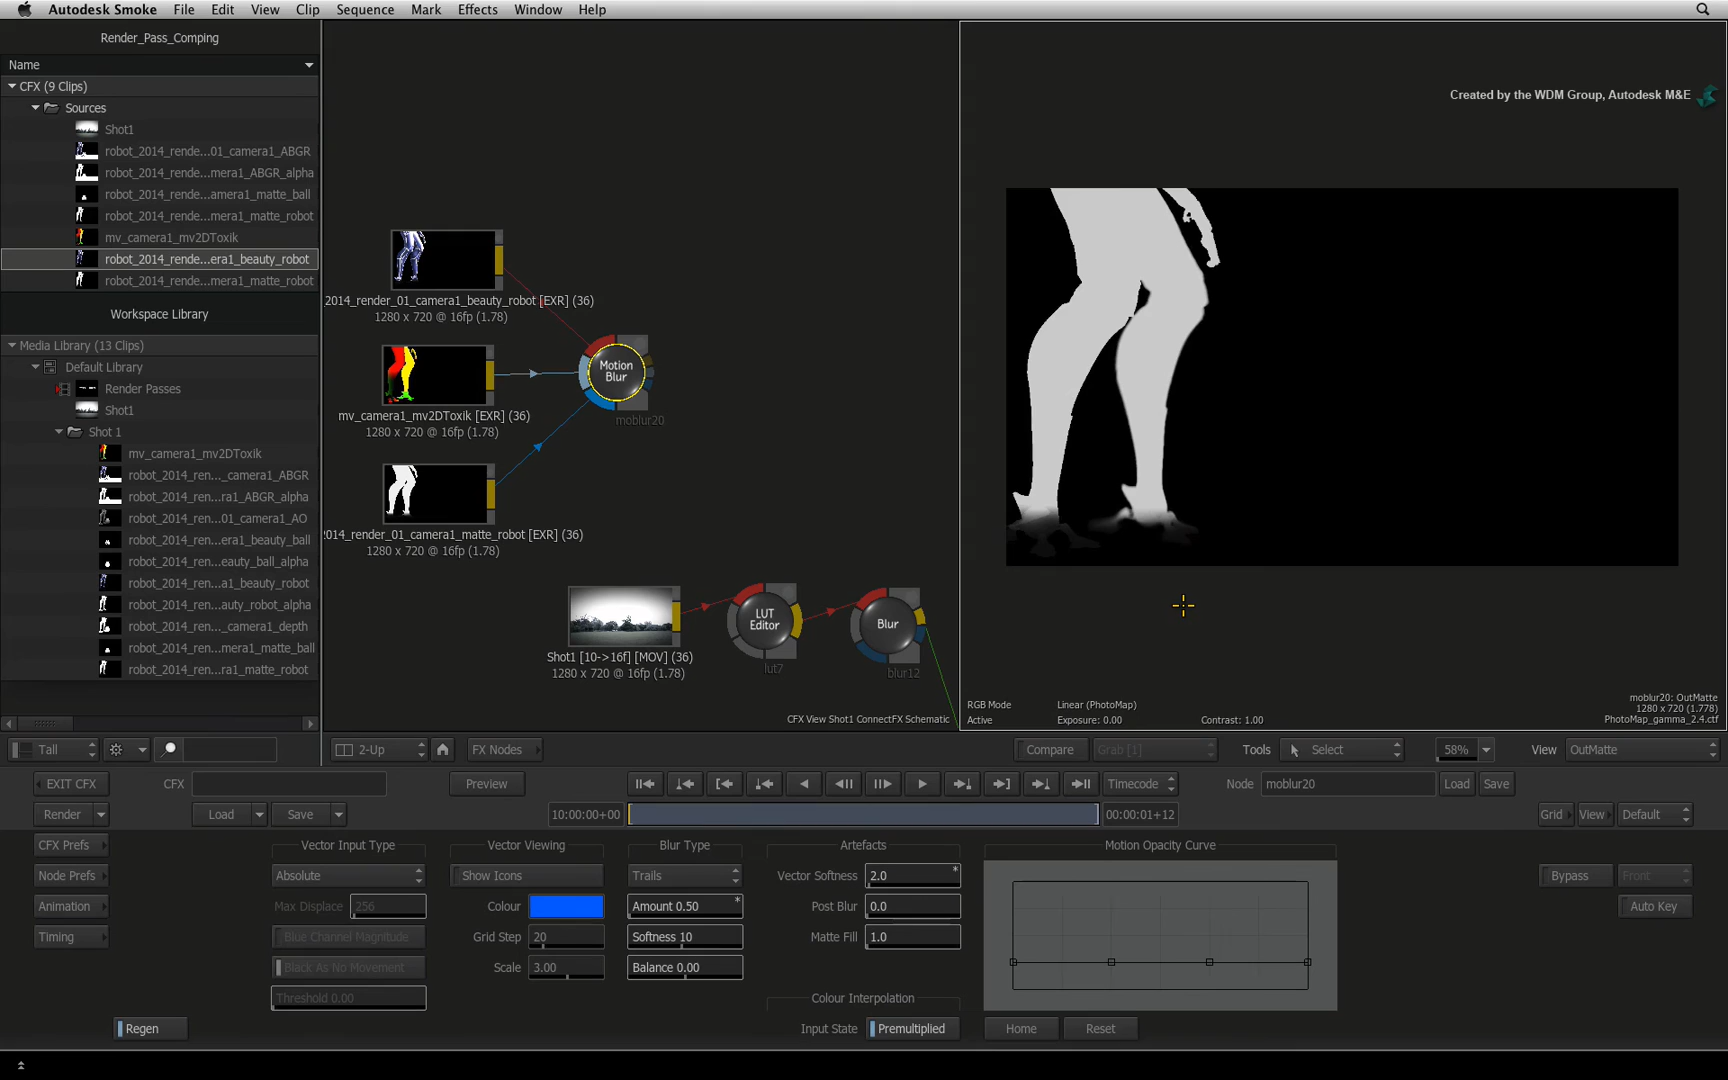 Autodesk Smoke File Edit View Clip Sequence Mark Effects Window Help
Render_Pass_Comping
Name
CFX (9 Clips)
Sources
Shot1
robot_2014_rende...01_camera1_ABGR
robot_2014_rende...mera1_ABGR_alpha
robot_2014_rende...amera1_matte_ball
robot_2014_rende...mera1_matte_robot
mv_camera1_mv2DToxik
robot_2014_rende...era1_beauty_robot
robot_2014_rende...mera1_matte_robot
Workspace Library
Media Library (13 Clips)
Default Library
Render Passes
Shot1
Shot 1
mv_camera1_mv2DToxik
robot_2014_ren..._camera1_ABGR
robot_2014_ren...ra1_ABGR_alpha
robot_2014_ren...01_camera1_AO
robot_2014_ren...era1_beauty_ball
robot_2014_ren...eauty_ball_alpha
robot_2014_ren...a1_beauty_robot
robot_2014_ren...auty_robot_alpha
robot_2014_ren..._camera1_depth
robot_2014_ren...mera1_matte_ball
robot_2014_ren...ra1_matte_robot
2014_render_01_camera1_beauty_robot [EXR] (36)
1280 x 720 @ 16fp (1.78)
Motion
Blur
moblur20
mv_camera1_mv2DToxik [EXR] (36)
1280 x 720 @ 16fp (1.78)
2014_render_01_camera1_matte_robot [EXR] (36)
1280 x 720 @ 16fp (1.78)
LUT
Editor
lut7
Blur
blur12
Shot1 [10->16f] [MOV] (36)
1280 x 720 @ 16fp (1.78)
CFX View Shot1 ConnectFX Schematic
Created by the WDM Group, Autodesk M&E
RGB Mode Linear (PhotoMap)
Active Exposure: 0.00 Contrast: 1.00
moblur20: OutMatte
1280 x 720 (1.778)
PhotoMap_gamma_2.4.ctf
Tall 2-Up FX Nodes Compare Grab [1] Tools Select 58% View OutMatte
EXIT CFX CFX Preview Timecode Node moblur20 Load Save
Render Load Save 10:00:00+00 00:00:01+12 Grid View Default
CFX Prefs
Node Prefs
Animation
Timing
Regen
Vector Input Type
Absolute
Max Displace 256
Blue Channel Magnitude
Black As No Movement
Threshold 0.00
Vector Viewing
Show Icons
Colour
Grid Step 20
Scale 3.00
Blur Type
Trails
Amount 0.50
Softness 10
Balance 0.00
Artefacts
Vector Softness 2.0
Post Blur 0.0
Matte Fill 1.0
Colour Interpolation
Input State Premultiplied
Motion Opacity Curve
Home Reset
Bypass Front
Auto Key